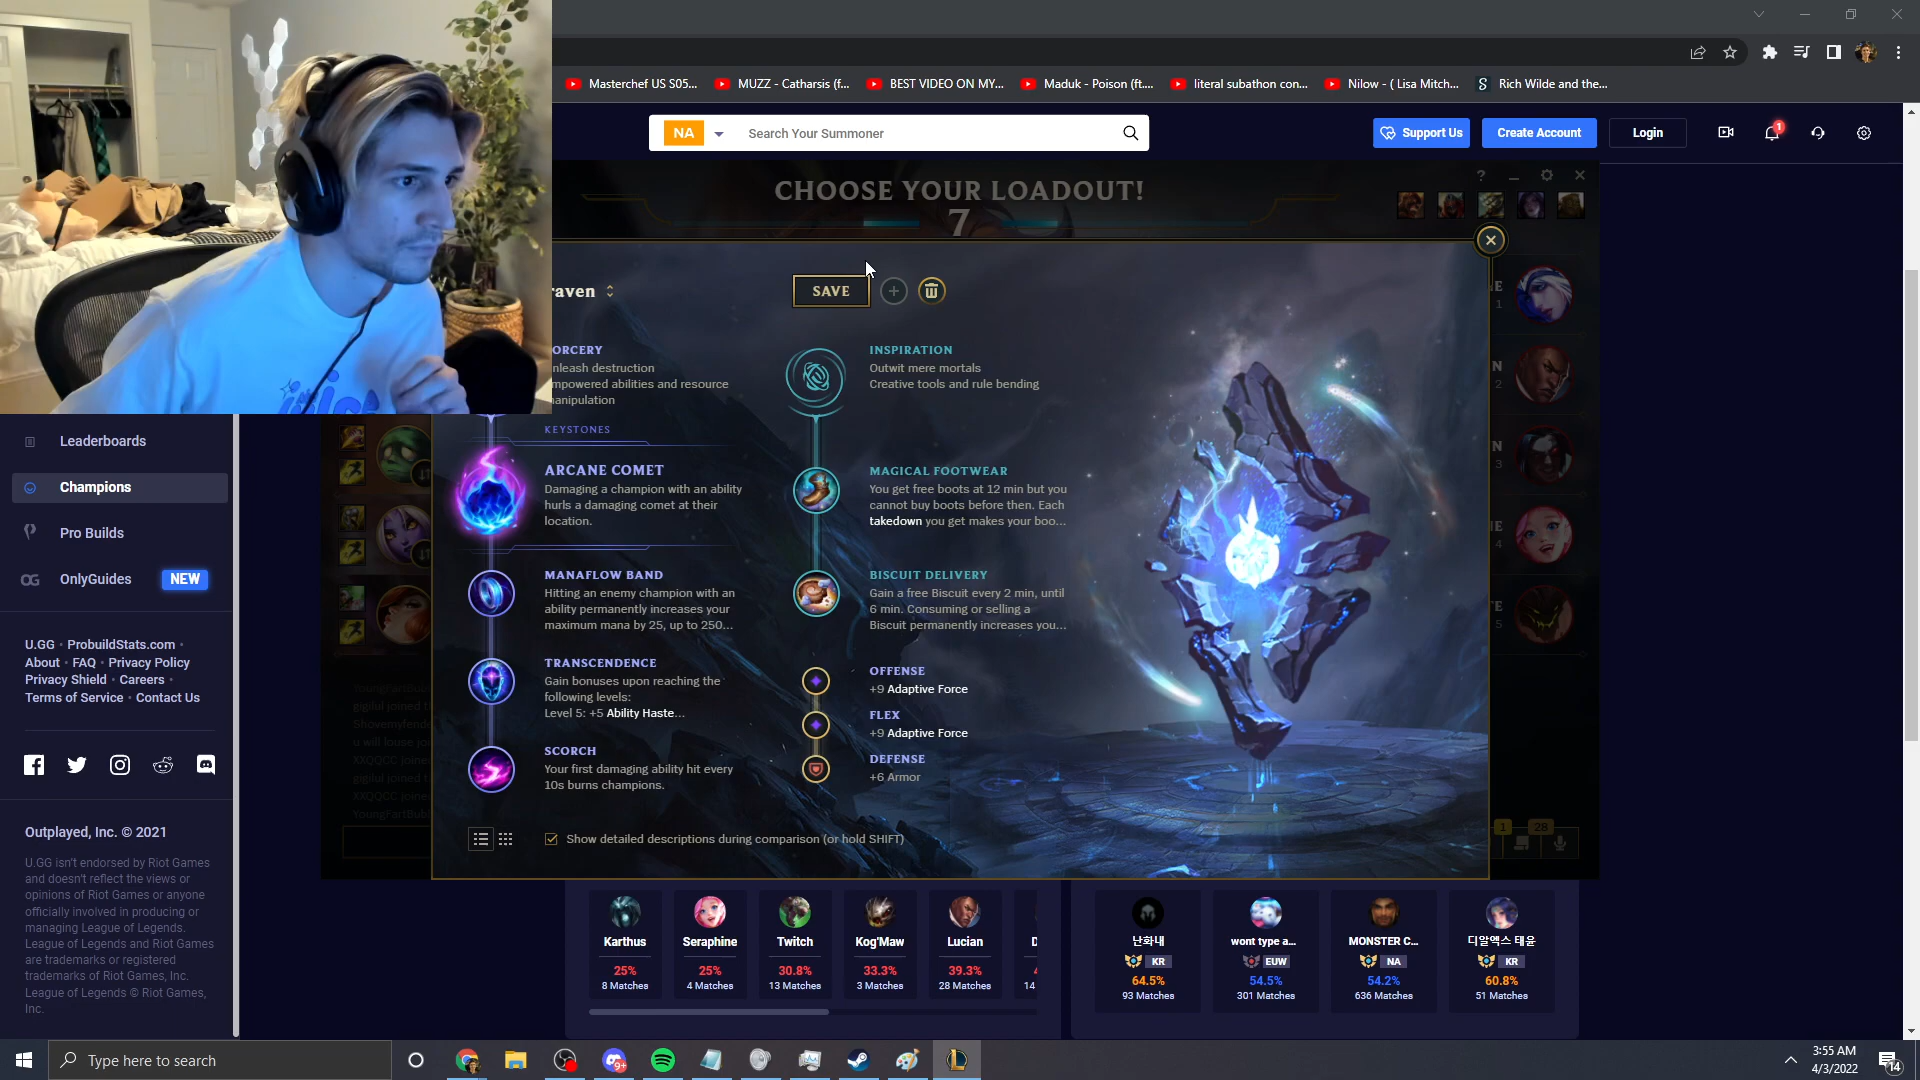 Masterchef US S05...
MUZZ - Catharsis (f...
BEST VIDEO ON MY...
Maduk - Poison (ft....
literal subathon con...
Nilow - ( Lisa Mitch...
Rich Wilde and the...
NA
Search Your Summoner
Support Us
Create Account
Login
1
CHOOSE YOUR LOADOUT!
7
raven
SAVE
ORCERY
nleash destruction
mpowered abilities and resource
anipulation
KEYSTONES
ARCANE COMET
Damaging a champion with an ability
hurls a damaging comet at their
location.
MANAFLOW BAND
Hitting an enemy champion with an
ability permanently increases your
maximum mana by 25, up to 250...
TRANSCENDENCE
Gain bonuses upon reaching the
following levels:
Level 5: +5 Ability Haste...
SCORCH
Your first damaging ability hit every
10s burns champions.
INSPIRATION
Outwit mere mortals
Creative tools and rule bending
MAGICAL FOOTWEAR
You get free boots at 12 min but you
cannot buy boots before then. Each
takedown you get makes your boo...
BISCUIT DELIVERY
Gain a free Biscuit every 2 min, until
6 min. Consuming or selling a
Biscuit permanently increases you...
OFFENSE
+9 Adaptive Force
FLEX
+9 Adaptive Force
DEFENSE
+6 Armor
Show detailed descriptions during comparison (or hold SHIFT)
E
1
N
2
N
3
E
4
E
5
1
28
Leaderboards
Champions
Pro Builds
OG
OnlyGuides
NEW
U.GG · ProbuildStats.com ·
About · FAQ · Privacy Policy
Privacy Shield · Careers ·
Terms of Service · Contact Us
Outplayed, Inc. © 2021
U.GG isn't endorsed by Riot Games
and doesn't reflect the views or
opinions of Riot Games or anyone
officially involved in producing or
managing League of Legends.
League of Legends and Riot Games
are trademarks or registered
trademarks of Riot Games, Inc.
League of Legends © Riot Games,
Inc.
Karthus
25%
8 Matches
Seraphine
25%
4 Matches
Twitch
30.8%
13 Matches
Kog'Maw
33.3%
3 Matches
Lucian
39.3%
28 Matches
D
4
14
난화내
KR
64.5%
93 Matches
wont type a...
EUW
54.5%
301 Matches
MONSTER C...
NA
54.2%
636 Matches
디알엑스 태윤
KR
60.8%
51 Matches
Type here to search
9+
3:55 AM
4/3/2022
14